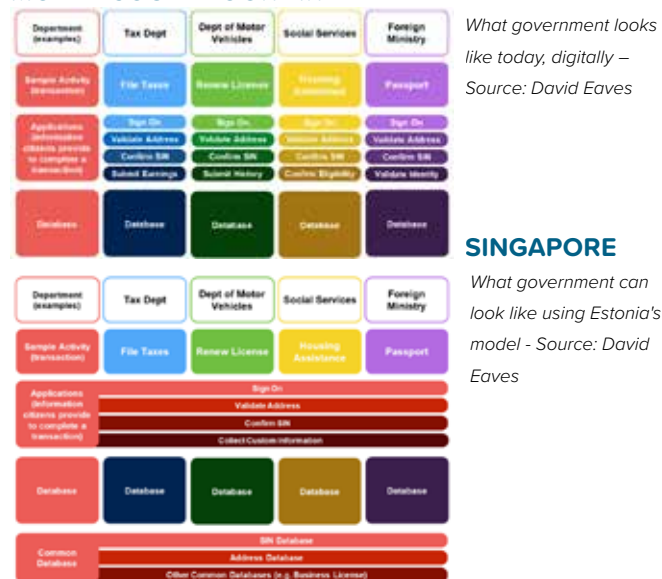 Department
(examples)
Tax Dept
Dept of Motor
Vehicles
Social Services
Foreign
Ministry
Sample Activity
(transaction)
File Taxes
Renew License
Housing
Assistance
Passport
Applications
(information
citizens provide
to complete a
transaction)
Sign On
Sign On
Sign On
Sign On
Validate Address
Validate Address
Validate Address
Validate Address
Confirm SIN
Confirm SIN
Confirm SIN
Confirm SIN
Submit Earnings
Submit History
Confirm Eligibility
Validate Identity
Database
Database
Database
Database
Database
What government looks
like today, digitally –
Source: David Eaves
SINGAPORE
What government can
look like using Estonia's
model - Source: David
Eaves
Department
(examples)
Tax Dept
Dept of Motor
Vehicles
Social Services
Foreign
Ministry
Sample Activity
(transaction)
File Taxes
Renew License
Housing
Assistance
Passport
Applications
(information
citizens provide
to complete a
transaction)
Sign On
Validate Address
Confirm SIN
Collect Custom Information
Database
Database
Database
Database
Database
Common
Database
SIN Database
Address Database
Other Common Databases (e.g. Business License)